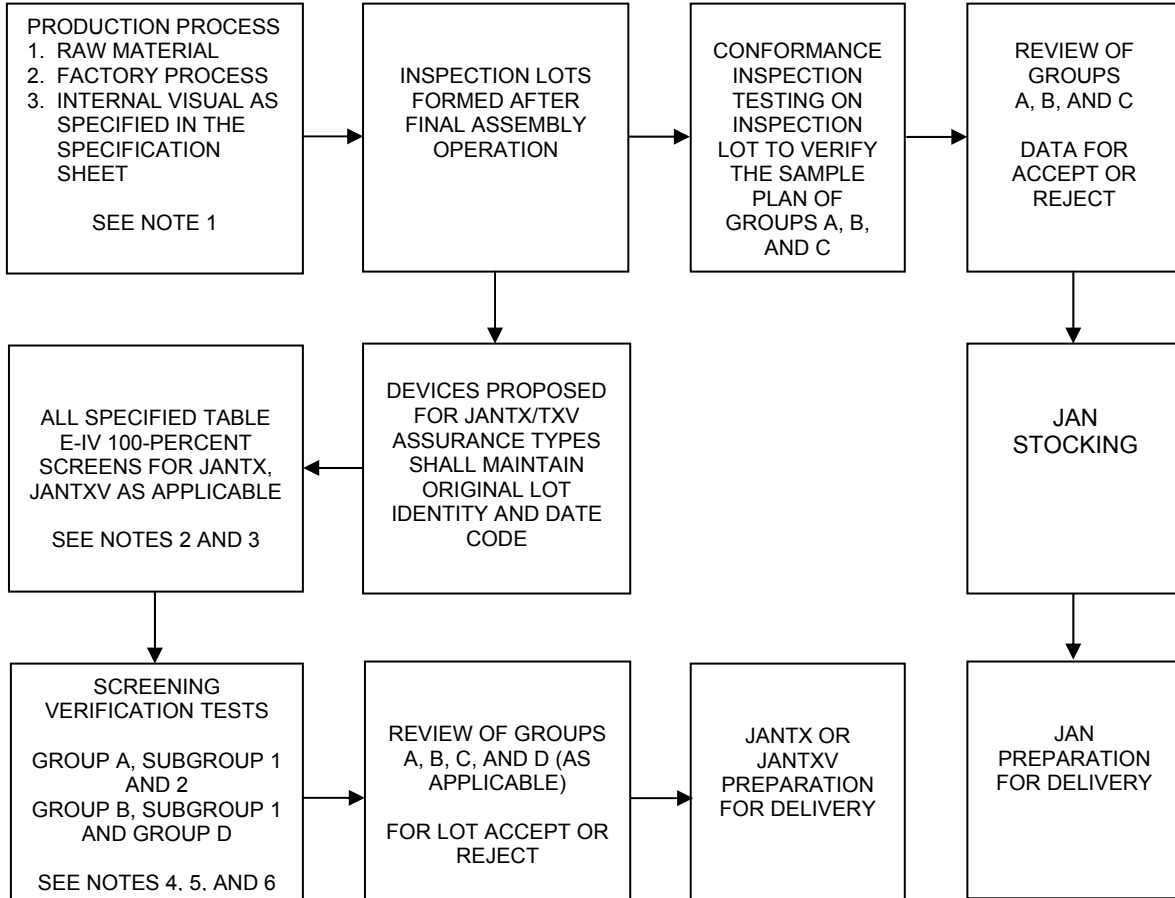 PRODUCTION PROCESS
1. RAW MATERIAL
2. FACTORY PROCESS
3. INTERNAL VISUAL AS
SPECIFIED IN THE
SPECIFICATION
SHEET
SEE NOTE 1
INSPECTION LOTS
FORMED AFTER
FINAL ASSEMBLY
OPERATION
CONFORMANCE
INSPECTION
TESTING ON
INSPECTION
LOT TO VERIFY
THE SAMPLE
PLAN OF
GROUPS A, B,
AND C
REVIEW OF
GROUPS
A, B, AND C
DATA FOR
ACCEPT OR
REJECT
ALL SPECIFIED TABLE
E-IV 100-PERCENT
SCREENS FOR JANTX,
JANTXV AS APPLICABLE
SEE NOTES 2 AND 3
DEVICES PROPOSED
FOR JANTX/TXV
ASSURANCE TYPES
SHALL MAINTAIN
ORIGINAL LOT
IDENTITY AND DATE
CODE
JAN
STOCKING
SCREENING
VERIFICATION TESTS
GROUP A, SUBGROUP 1
AND 2
GROUP B, SUBGROUP 1
AND GROUP D
SEE NOTES 4, 5, AND 6
REVIEW OF GROUPS
A, B, C, AND D (AS
APPLICABLE)
FOR LOT ACCEPT OR
REJECT
JANTX OR
JANTXV
PREPARATION
FOR DELIVERY
JAN
PREPARATION
FOR DELIVERY